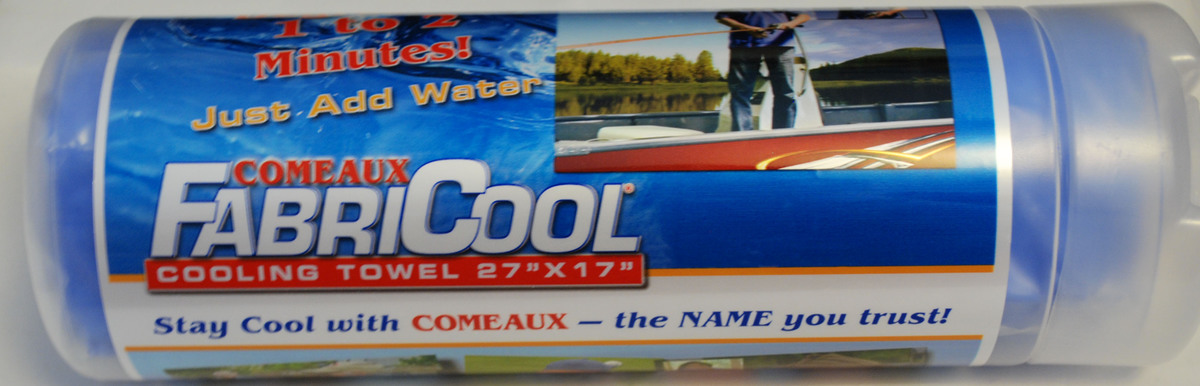 1 to 2
Minutes!
Just Add Water
COMEAUX
FABRICOOL®
COOLING TOWEL 27"X17"
Stay Cool with COMEAUX — the NAME you trust!